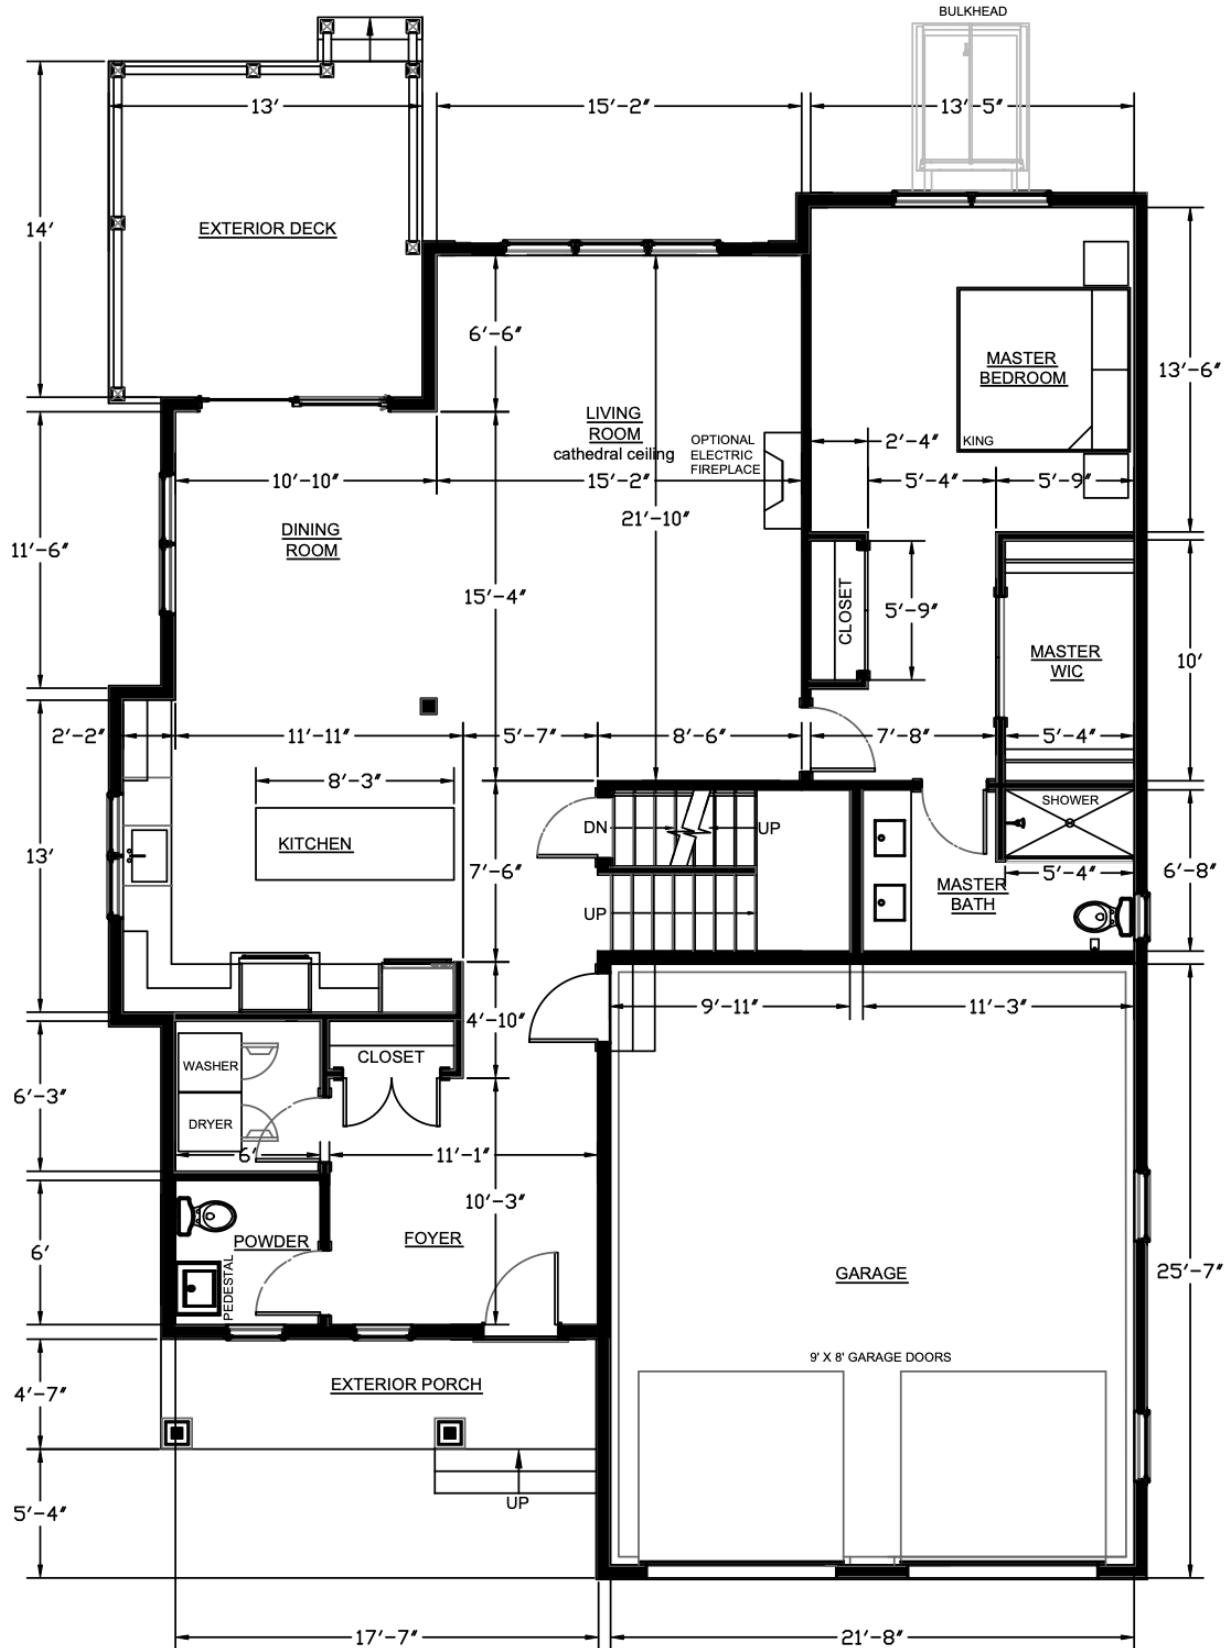 BULKHEAD
13'
15'-2"
13'-5"
14'
EXTERIOR DECK
6'-6"
MASTER
BEDROOM
13'-6"
KING
LIVING
ROOM
cathedral ceiling
OPTIONAL
ELECTRIC
FIREPLACE
2'-4"
10'-10"
15'-2"
5'-4"
5'-9"
21'-10"
DINING
ROOM
11'-6"
15'-4"
CLOSET
5'-9"
MASTER
WIC
10'
2'-2"
11'-11"
5'-7"
8'-6"
7'-8"
5'-4"
8'-3"
SHOWER
DN
UP
KITCHEN
13'
7'-6"
5'-4"
6'-8"
MASTER
BATH
UP
9'-11"
11'-3"
4'-10"
CLOSET
WASHER
6'-3"
DRYER
6'
11'-1"
10'-3"
POWDER
FOYER
6'
PEDESTAL
GARAGE
25'-7"
9' X 8' GARAGE DOORS
EXTERIOR PORCH
4'-7"
UP
5'-4"
17'-7"
21'-8"